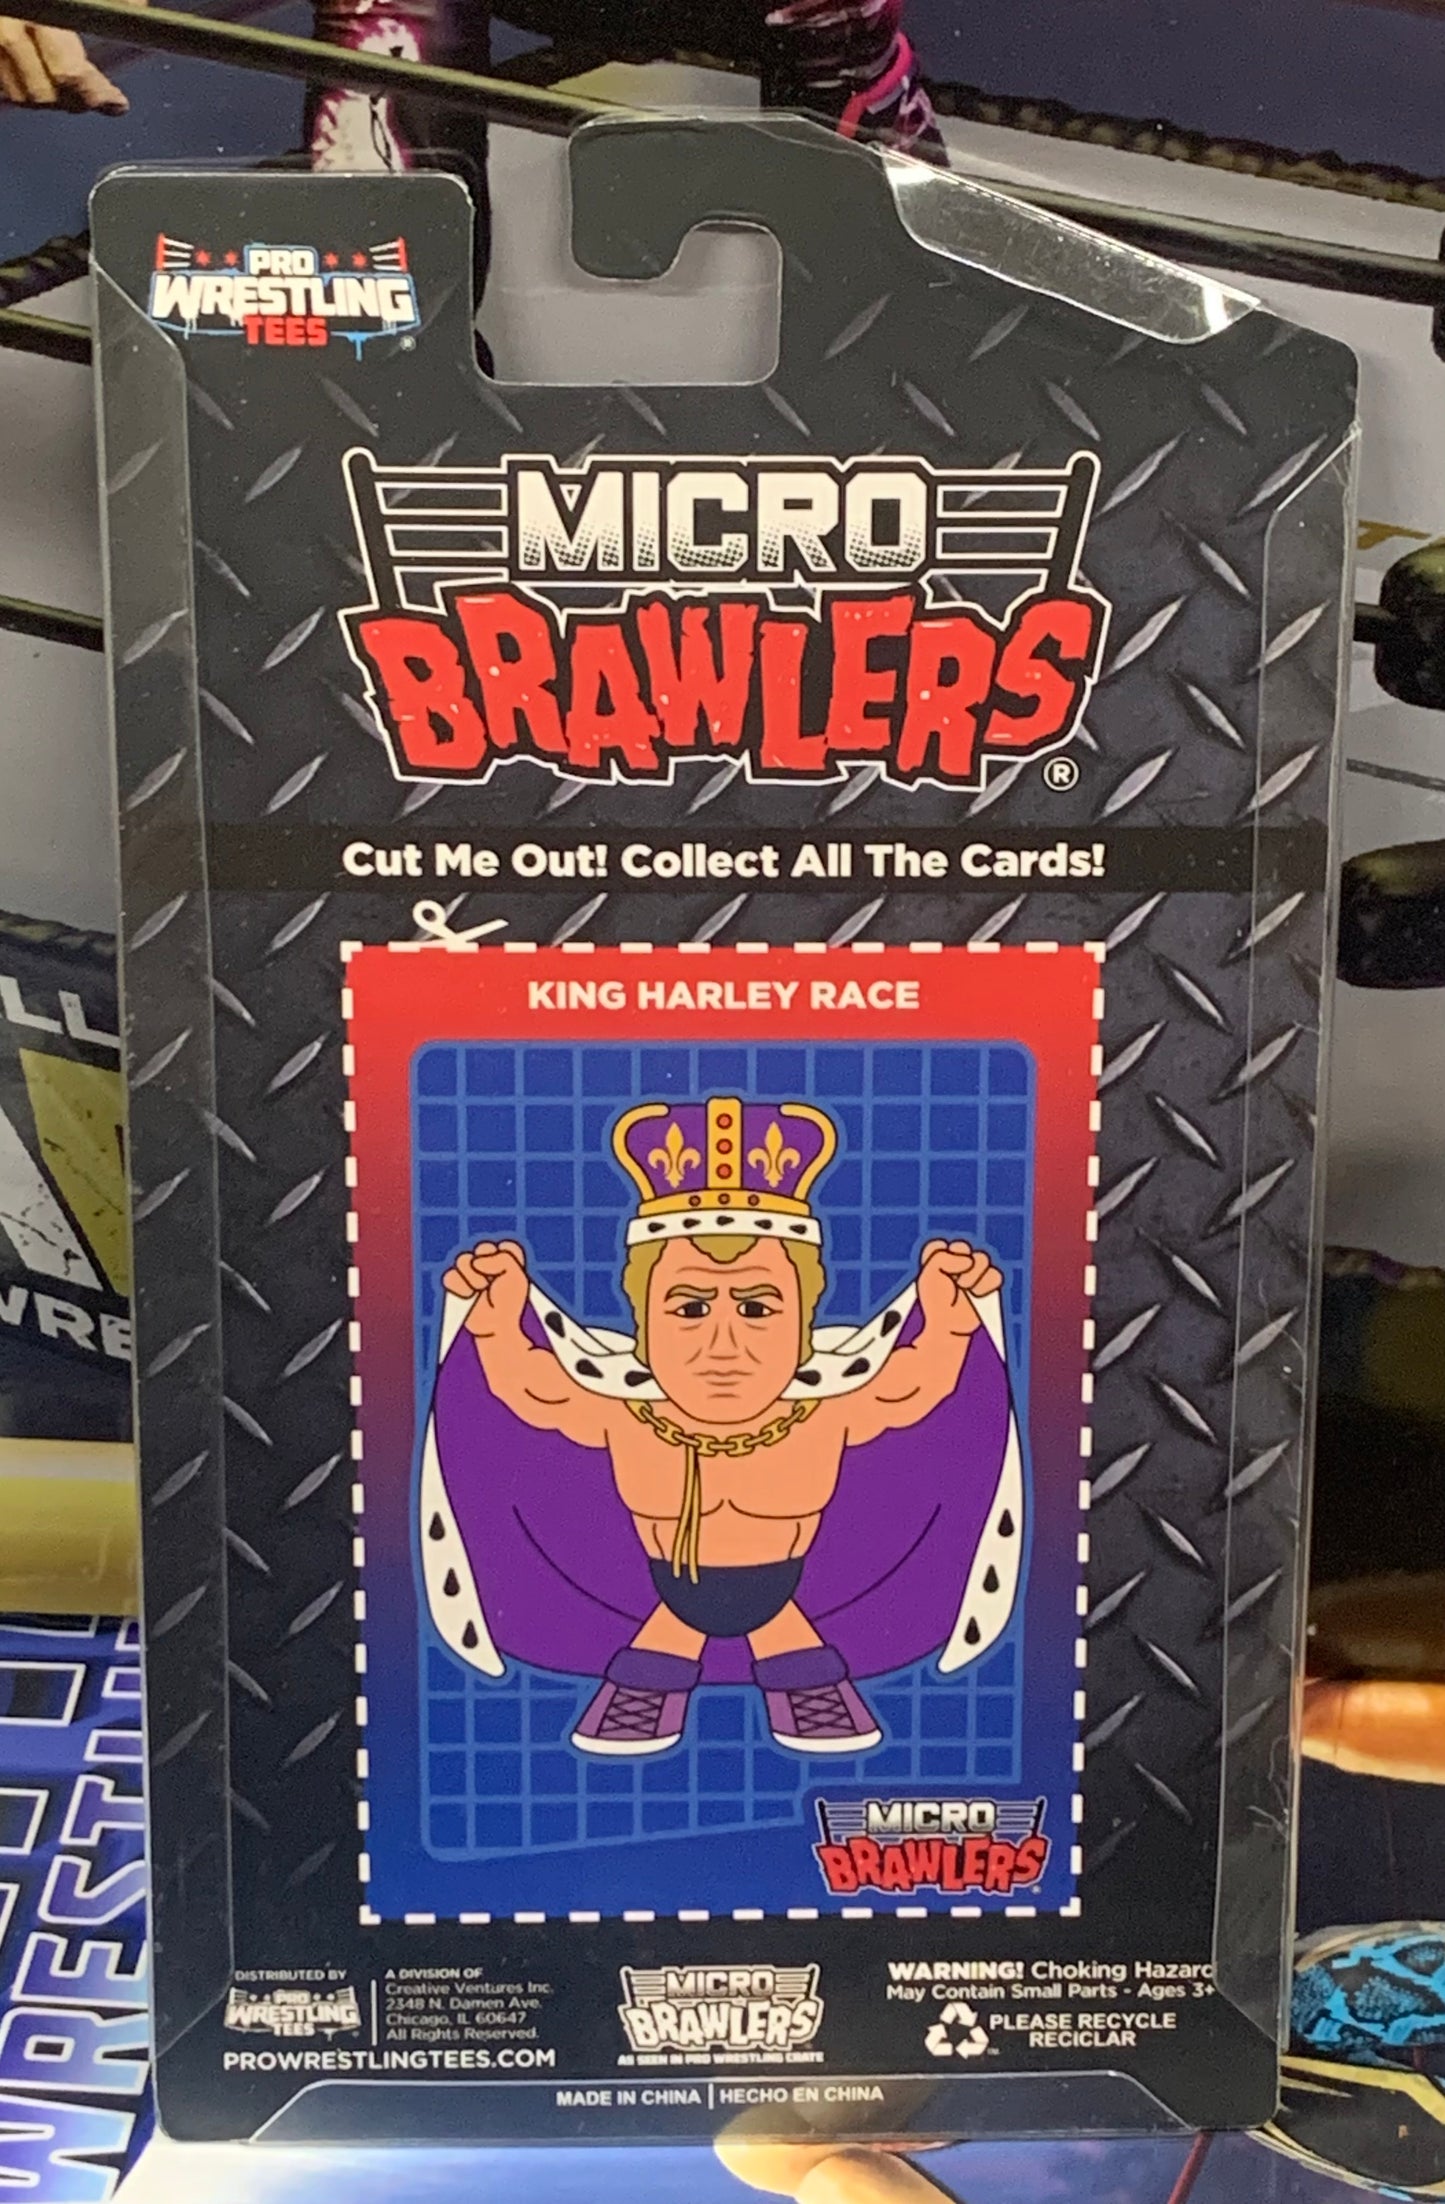 PRO
WRESTLING
TEES
®
MICRO
BRAWLERS
®
Cut Me Out! Collect All The Cards!
KING HARLEY RACE
MICRO
BRAWLERS
DISTRIBUTED BY
PRO
WRESTLING
TEES
PROWRESTLINGTEES.COM
A DIVISION OF
Creative Ventures Inc.
2348 N. Damen Ave.
Chicago, IL 60647
All Rights Reserved.
MICRO
BRAWLERS
AS SEEN IN PRO WRESTLING CRATE
WARNING! Choking Hazard
May Contain Small Parts - Ages 3+
PLEASE RECYCLE
RECICLAR
MADE IN CHINA | HECHO EN CHINA
WRESTLI